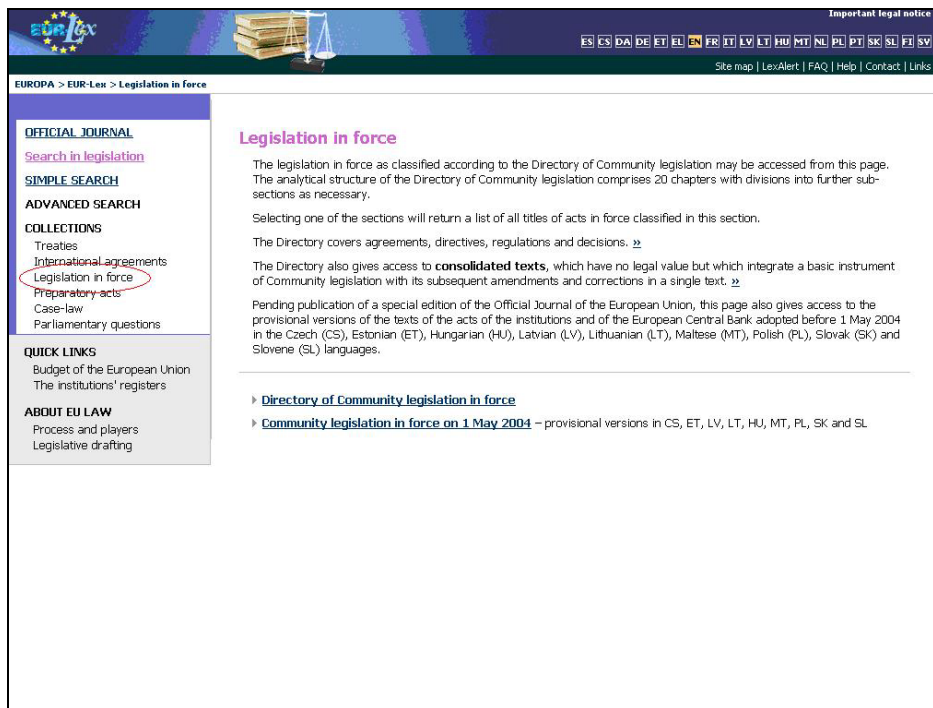 Important legal notice
EUR-Lex
ES CS DA DE ET EL EN FR IT LV LT HU MT NL PL PT SK SL FI SV
Site map | LexAlert | FAQ | Help | Contact | Links
EUROPA > EUR-Lex > Legislation in force
OFFICIAL JOURNAL
Search in legislation
SIMPLE SEARCH
ADVANCED SEARCH
COLLECTIONS
Treaties
International agreements
Legislation in force
Preparatory acts
Case-law
Parliamentary questions
QUICK LINKS
Budget of the European Union
The institutions' registers
ABOUT EU LAW
Process and players
Legislative drafting
Legislation in force
The legislation in force as classified according to the Directory of Community legislation may be accessed from this page.
The analytical structure of the Directory of Community legislation comprises 20 chapters with divisions into further sub-
sections as necessary.
Selecting one of the sections will return a list of all titles of acts in force classified in this section.
The Directory covers agreements, directives, regulations and decisions. »
The Directory also gives access to consolidated texts, which have no legal value but which integrate a basic instrument
of Community legislation with its subsequent amendments and corrections in a single text. »
Pending publication of a special edition of the Official Journal of the European Union, this page also gives access to the
provisional versions of the texts of the acts of the institutions and of the European Central Bank adopted before 1 May 2004
in the Czech (CS), Estonian (ET), Hungarian (HU), Latvian (LV), Lithuanian (LT), Maltese (MT), Polish (PL), Slovak (SK) and
Slovene (SL) languages.
Directory of Community legislation in force
Community legislation in force on 1 May 2004 – provisional versions in CS, ET, LV, LT, HU, MT, PL, SK and SL